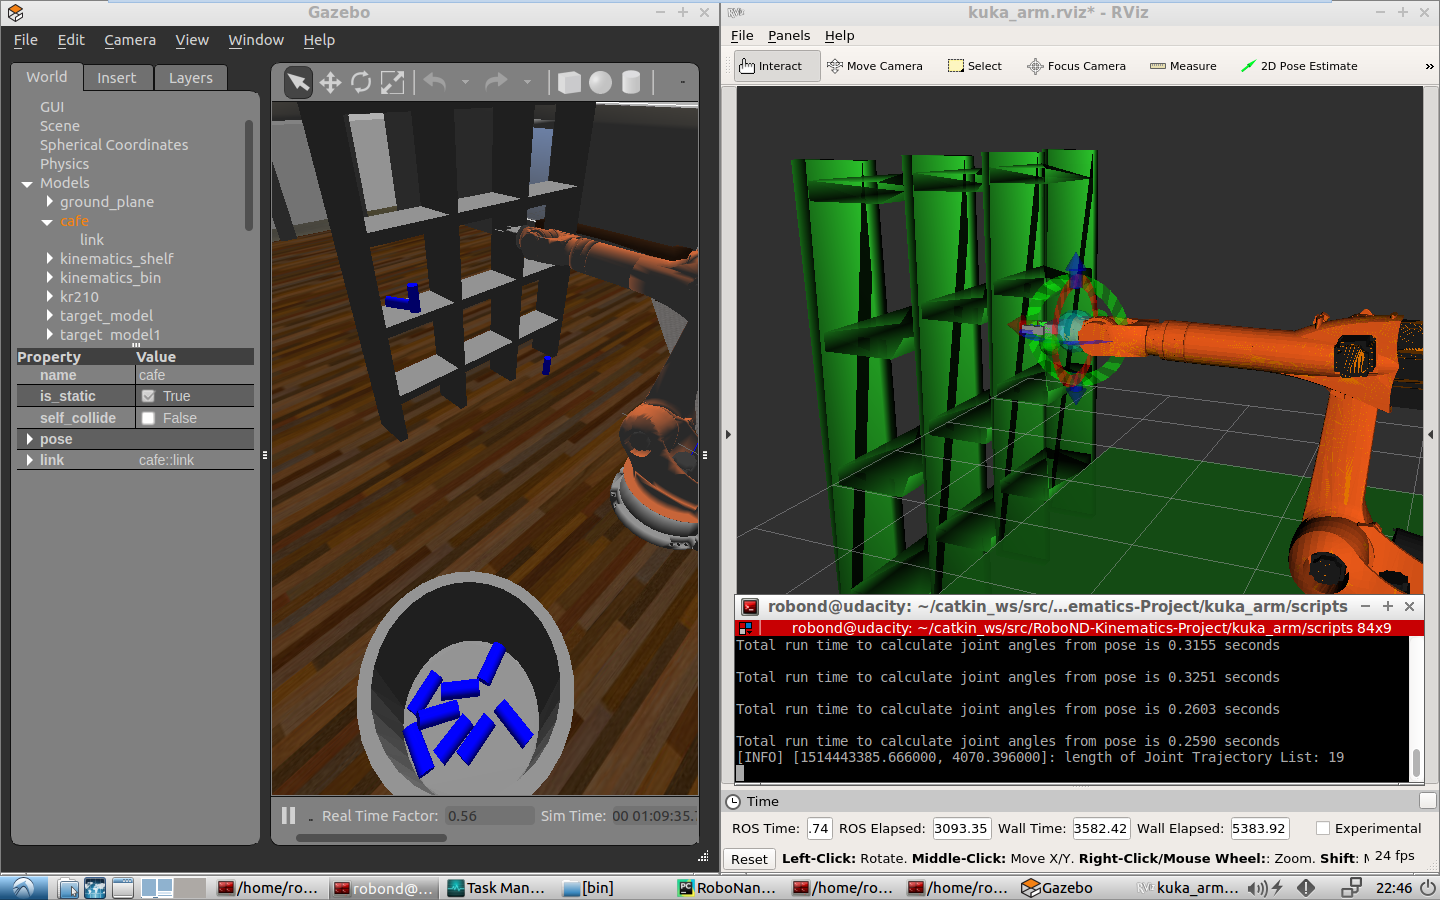 Gazebo
File Edit Camera View Window Help
World Insert Layers
GUI
Scene
Spherical Coordinates
Physics
Models
ground_plane
cafe
link
kinematics_shelf
kinematics_bin
kr210
target_model
target_model1
Property Value
name cafe
is_static True
self_collide False
pose
link cafe::link
Real Time Factor: 0.56 Sim Time: 00 01:09:35.
kuka_arm.rviz* - RViz
File Panels Help
Interact Move Camera Select Focus Camera Measure 2D Pose Estimate »
robond@udacity: ~/catkin_ws/src/...ematics-Project/kuka_arm/scripts
robond@udacity: ~/catkin_ws/src/RoboND-Kinematics-Project/kuka_arm/scripts 84x9
Total run time to calculate joint angles from pose is 0.3155 seconds
Total run time to calculate joint angles from pose is 0.3251 seconds
Total run time to calculate joint angles from pose is 0.2603 seconds
Total run time to calculate joint angles from pose is 0.2590 seconds
[INFO] [1514443385.666000, 4070.396000]: length of Joint Trajectory List: 19
Time
ROS Time: .74 ROS Elapsed: 3093.35 Wall Time: 3582.42 Wall Elapsed: 5383.92 Experimental
Reset Left-Click: Rotate. Middle-Click: Move X/Y. Right-Click/Mouse Wheel:: Zoom. Shift: 24 fps
/home/ro... robond@... Task Man... [bin] RoboNan... /home/ro... /home/ro... Gazebo kuka_arm... 22:46